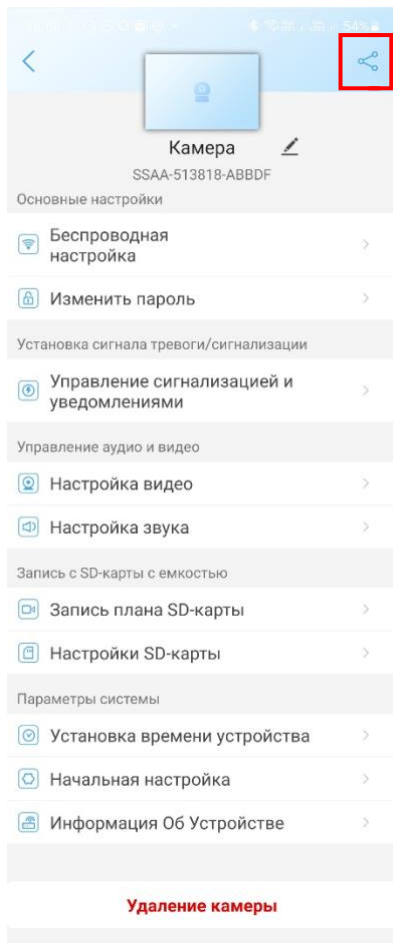 54%
Камера
SSAA-513818-ABBDF
Основные настройки
Беспроводная
настройка
Изменить пароль
Установка сигнала тревоги/сигнализации
Управление сигнализацией и
уведомлениями
Управление аудио и видео
Настройка видео
Настройка звука
Запись с SD-карты с емкостью
Запись плана SD-карты
Настройки SD-карты
Параметры системы
Установка времени устройства
Начальная настройка
Информация Об Устройстве
Удаление камеры